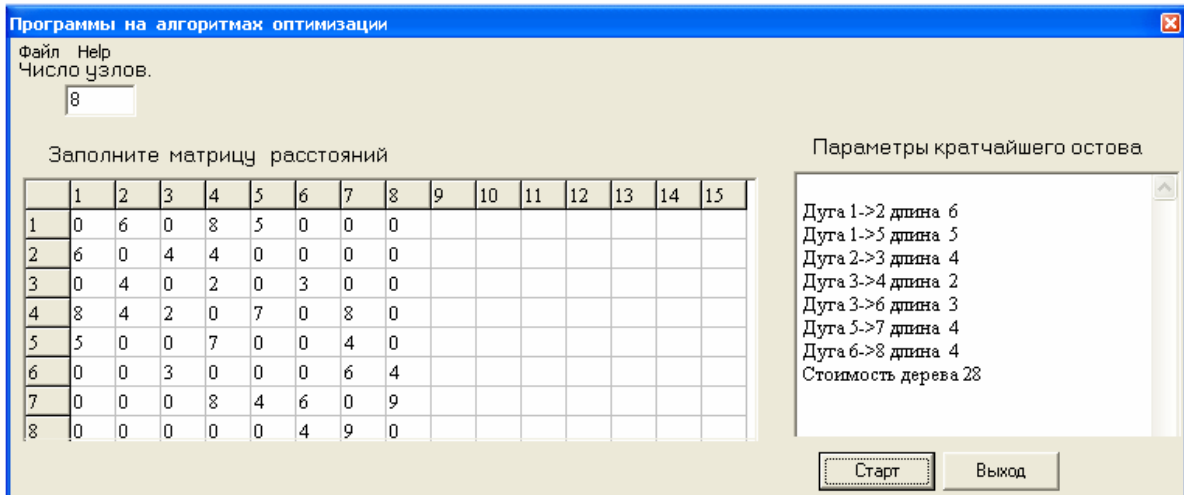 Программы на алгоритмах оптимизации
Файл Help
Число узлов.
8
Заполните матрицу расстояний
1 2 3 4 5 6 7 8 9 10 11 12 13 14 15
1 0 6 0 8 5 0 0 0
2 6 0 4 4 0 0 0 0
3 0 4 0 2 0 3 0 0
4 8 4 2 0 7 0 8 0
5 5 0 0 7 0 0 4 0
6 0 0 3 0 0 0 6 4
7 0 0 0 8 4 6 0 9
8 0 0 0 0 0 4 9 0
Параметры кратчайшего остова
Дуга 1->2 длина 6
Дуга 1->5 длина 5
Дуга 2->3 длина 4
Дуга 3->4 длина 2
Дуга 3->6 длина 3
Дуга 5->7 длина 4
Дуга 6->8 длина 4
Стоимость дерева 28
Старт Выход